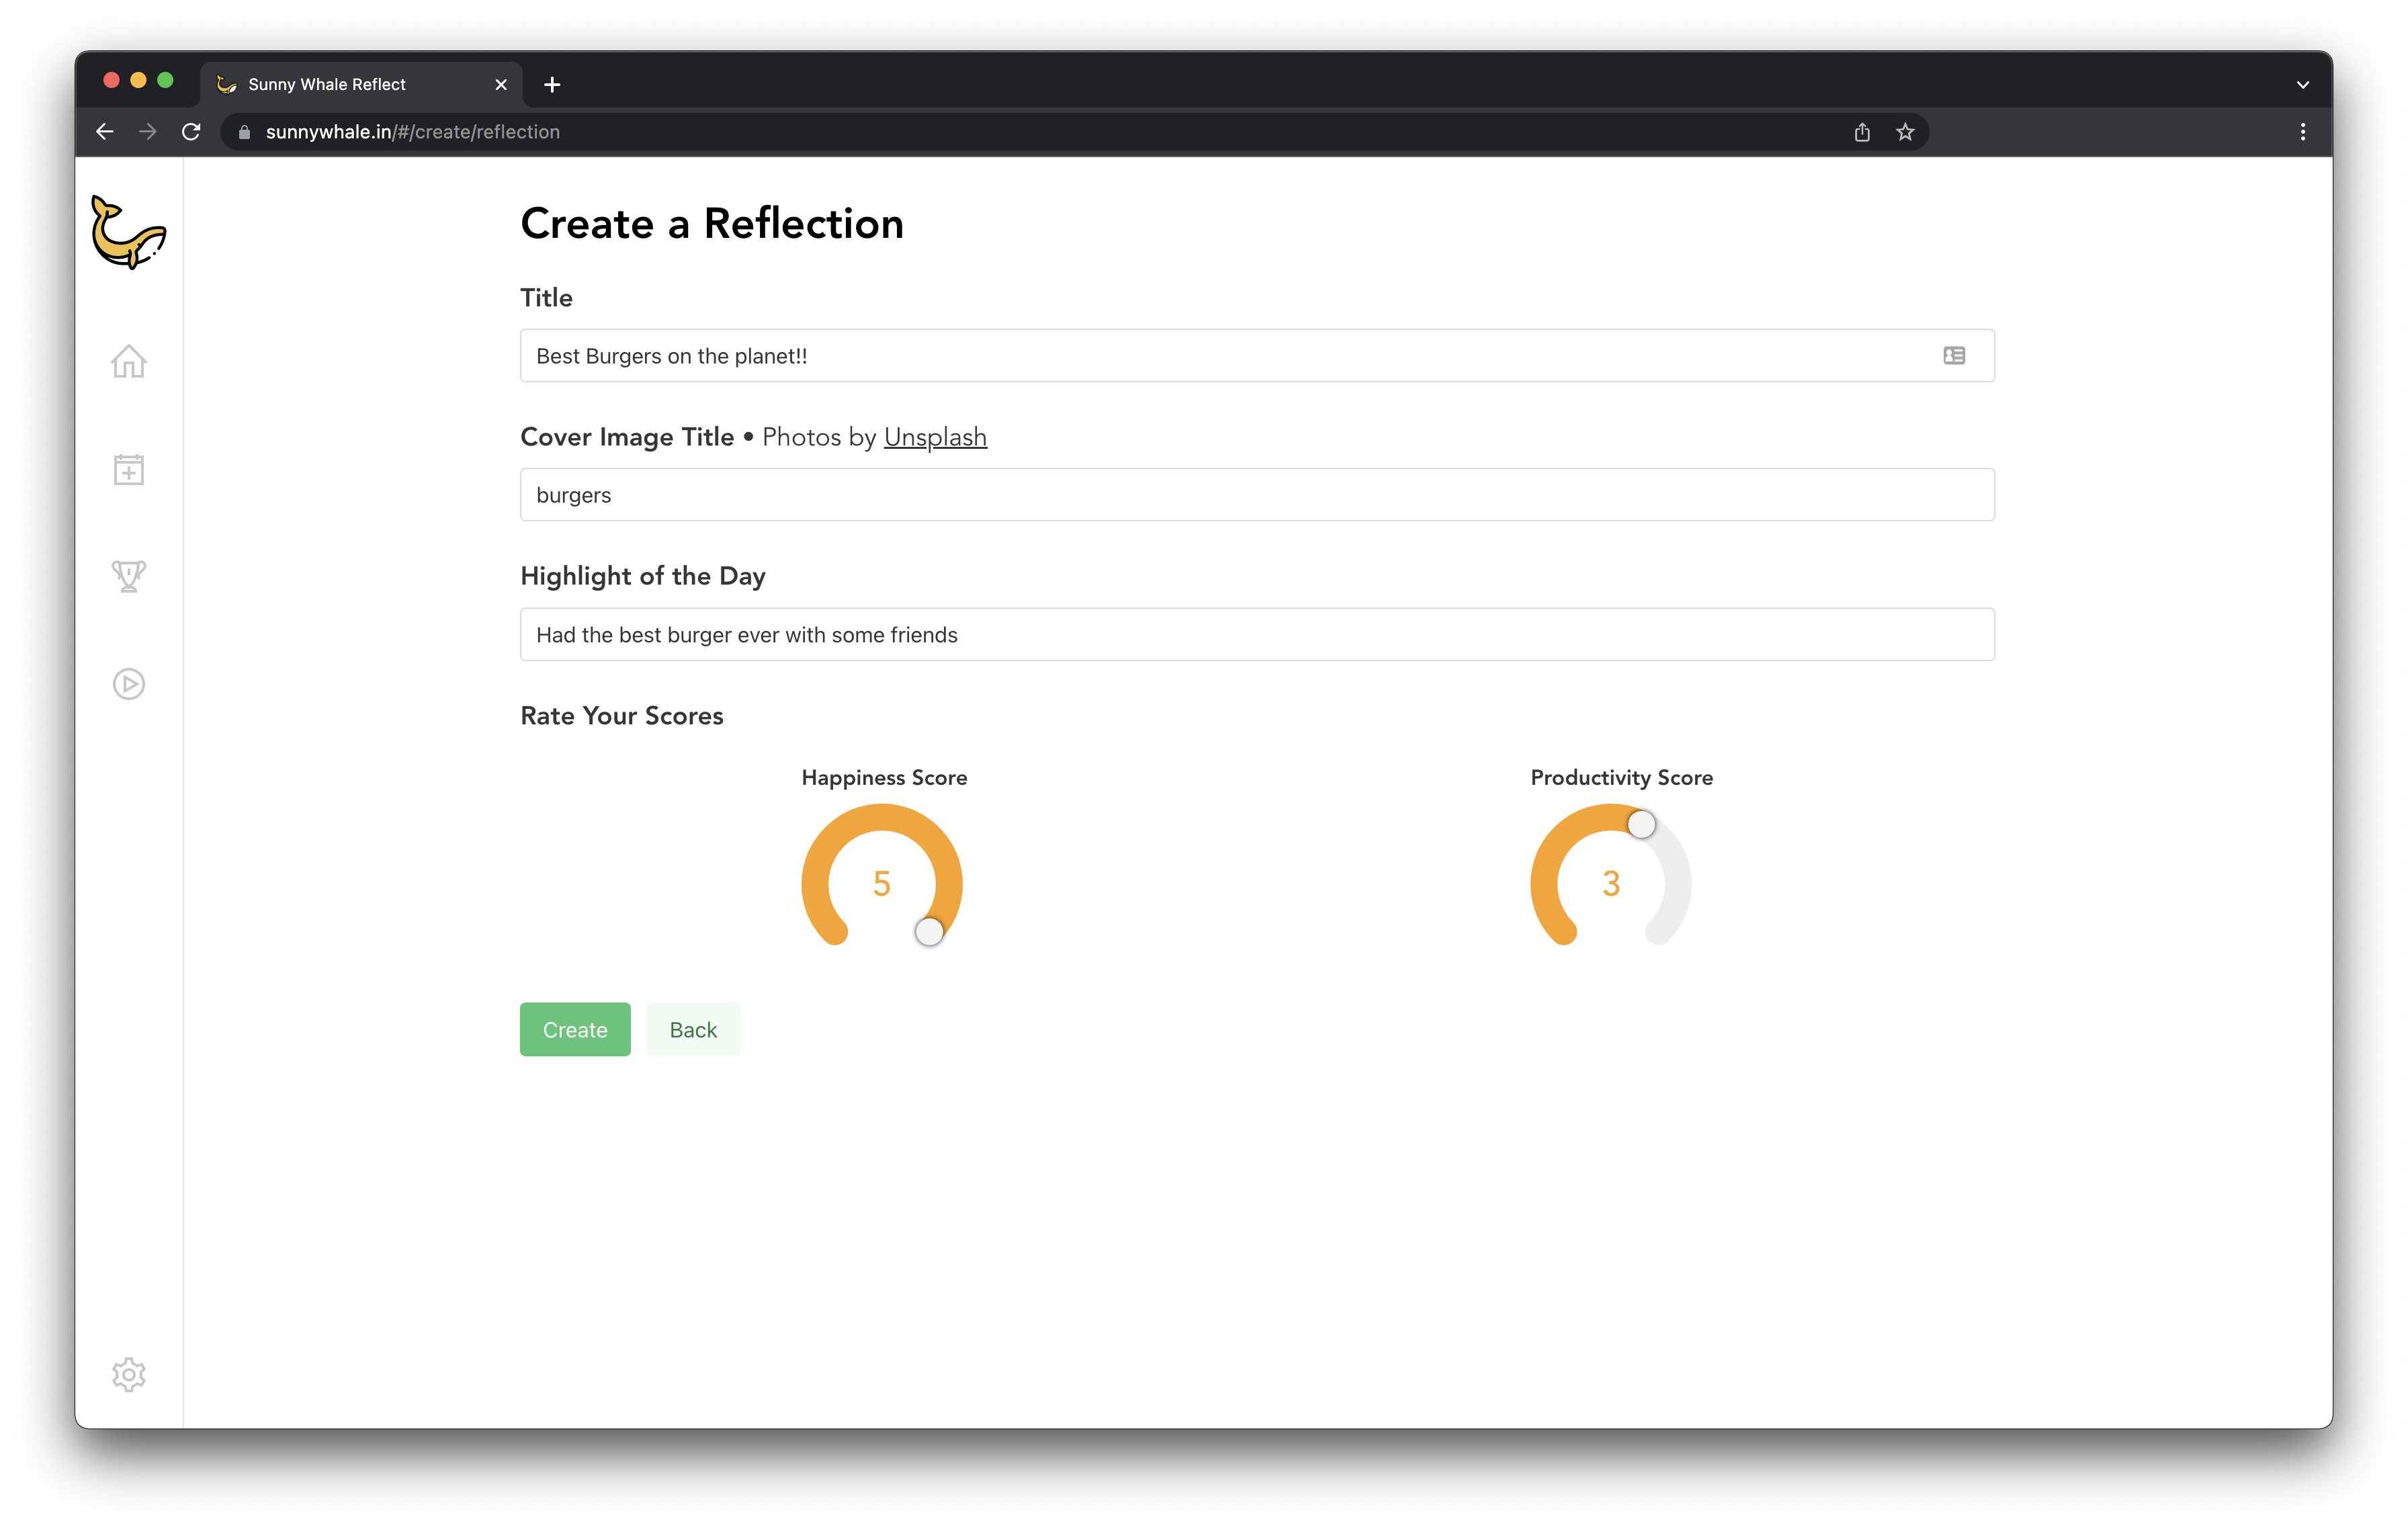 Sunny Whale Reflect
sunnywhale.in/#/create/reflection
Create a Reflection
Title
Best Burgers on the planet!!
Cover Image Title • Photos by Unsplash
burgers
Highlight of the Day
Had the best burger ever with some friends
Rate Your Scores
Happiness Score
Productivity Score
5
3
Create
Back